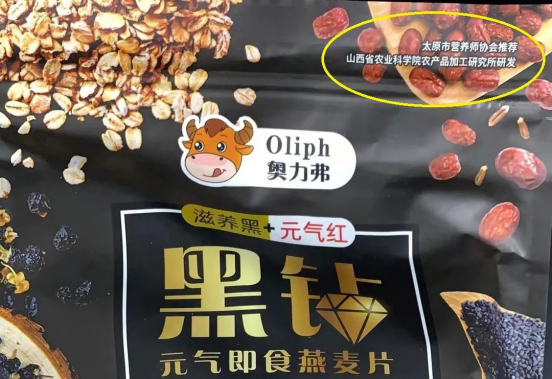 太原市营养师协会推荐
山西省农业科学院农产品加工研究所研发
Oliph
奥力弗
滋养黑+元气红
黑钻
元气即食燕麦片